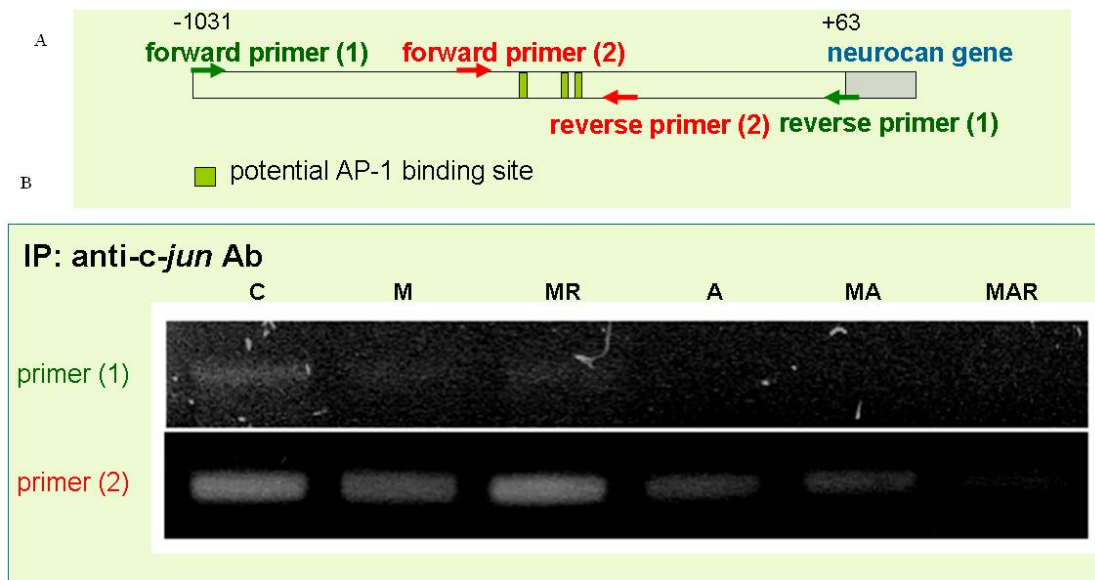 -1031 +63
A
forward primer (1) forward primer (2) neurocan gene
reverse primer (2) reverse primer (1)
potential AP-1 binding site
B
IP: anti-c-jun Ab
C M MR A MA MAR
primer (1)
primer (2)